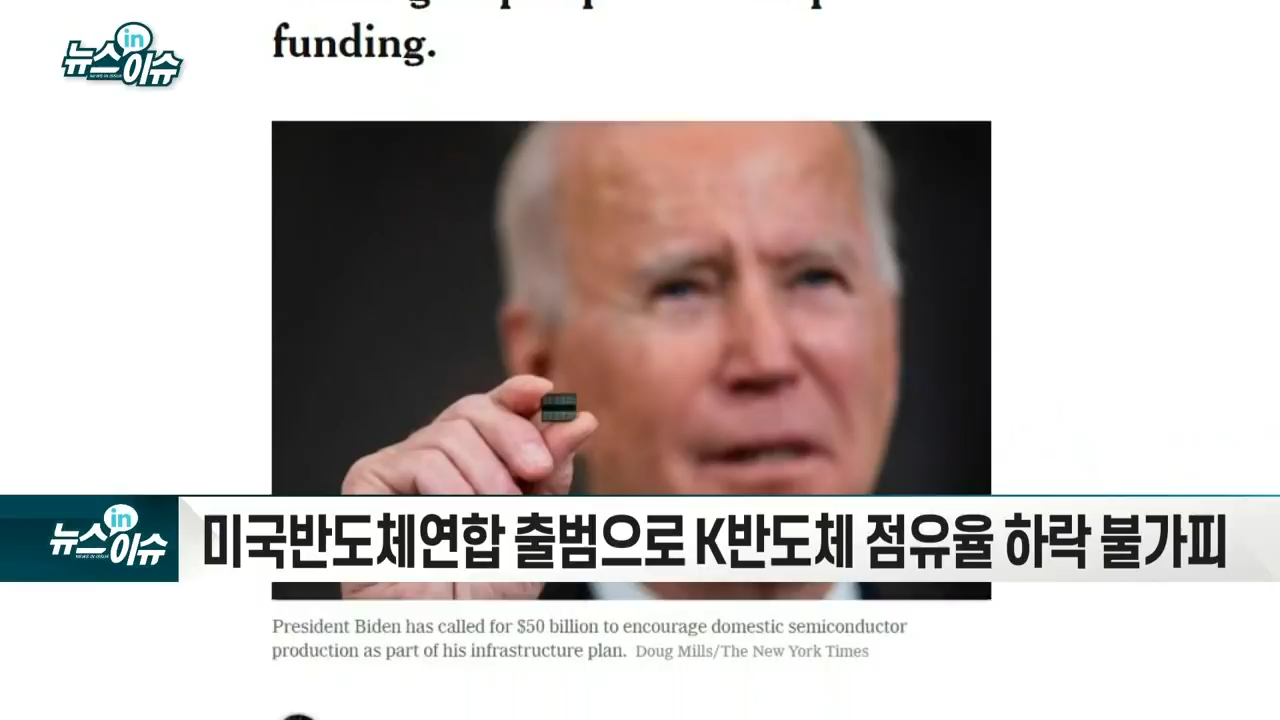 뉴스in이슈
funding.
뉴스in이슈
미국반도체연합 출범으로 K반도체 점유율 하락 불가피
President Biden has called for $50 billion to encourage domestic semiconductor
production as part of his infrastructure plan. Doug Mills/The New York Times